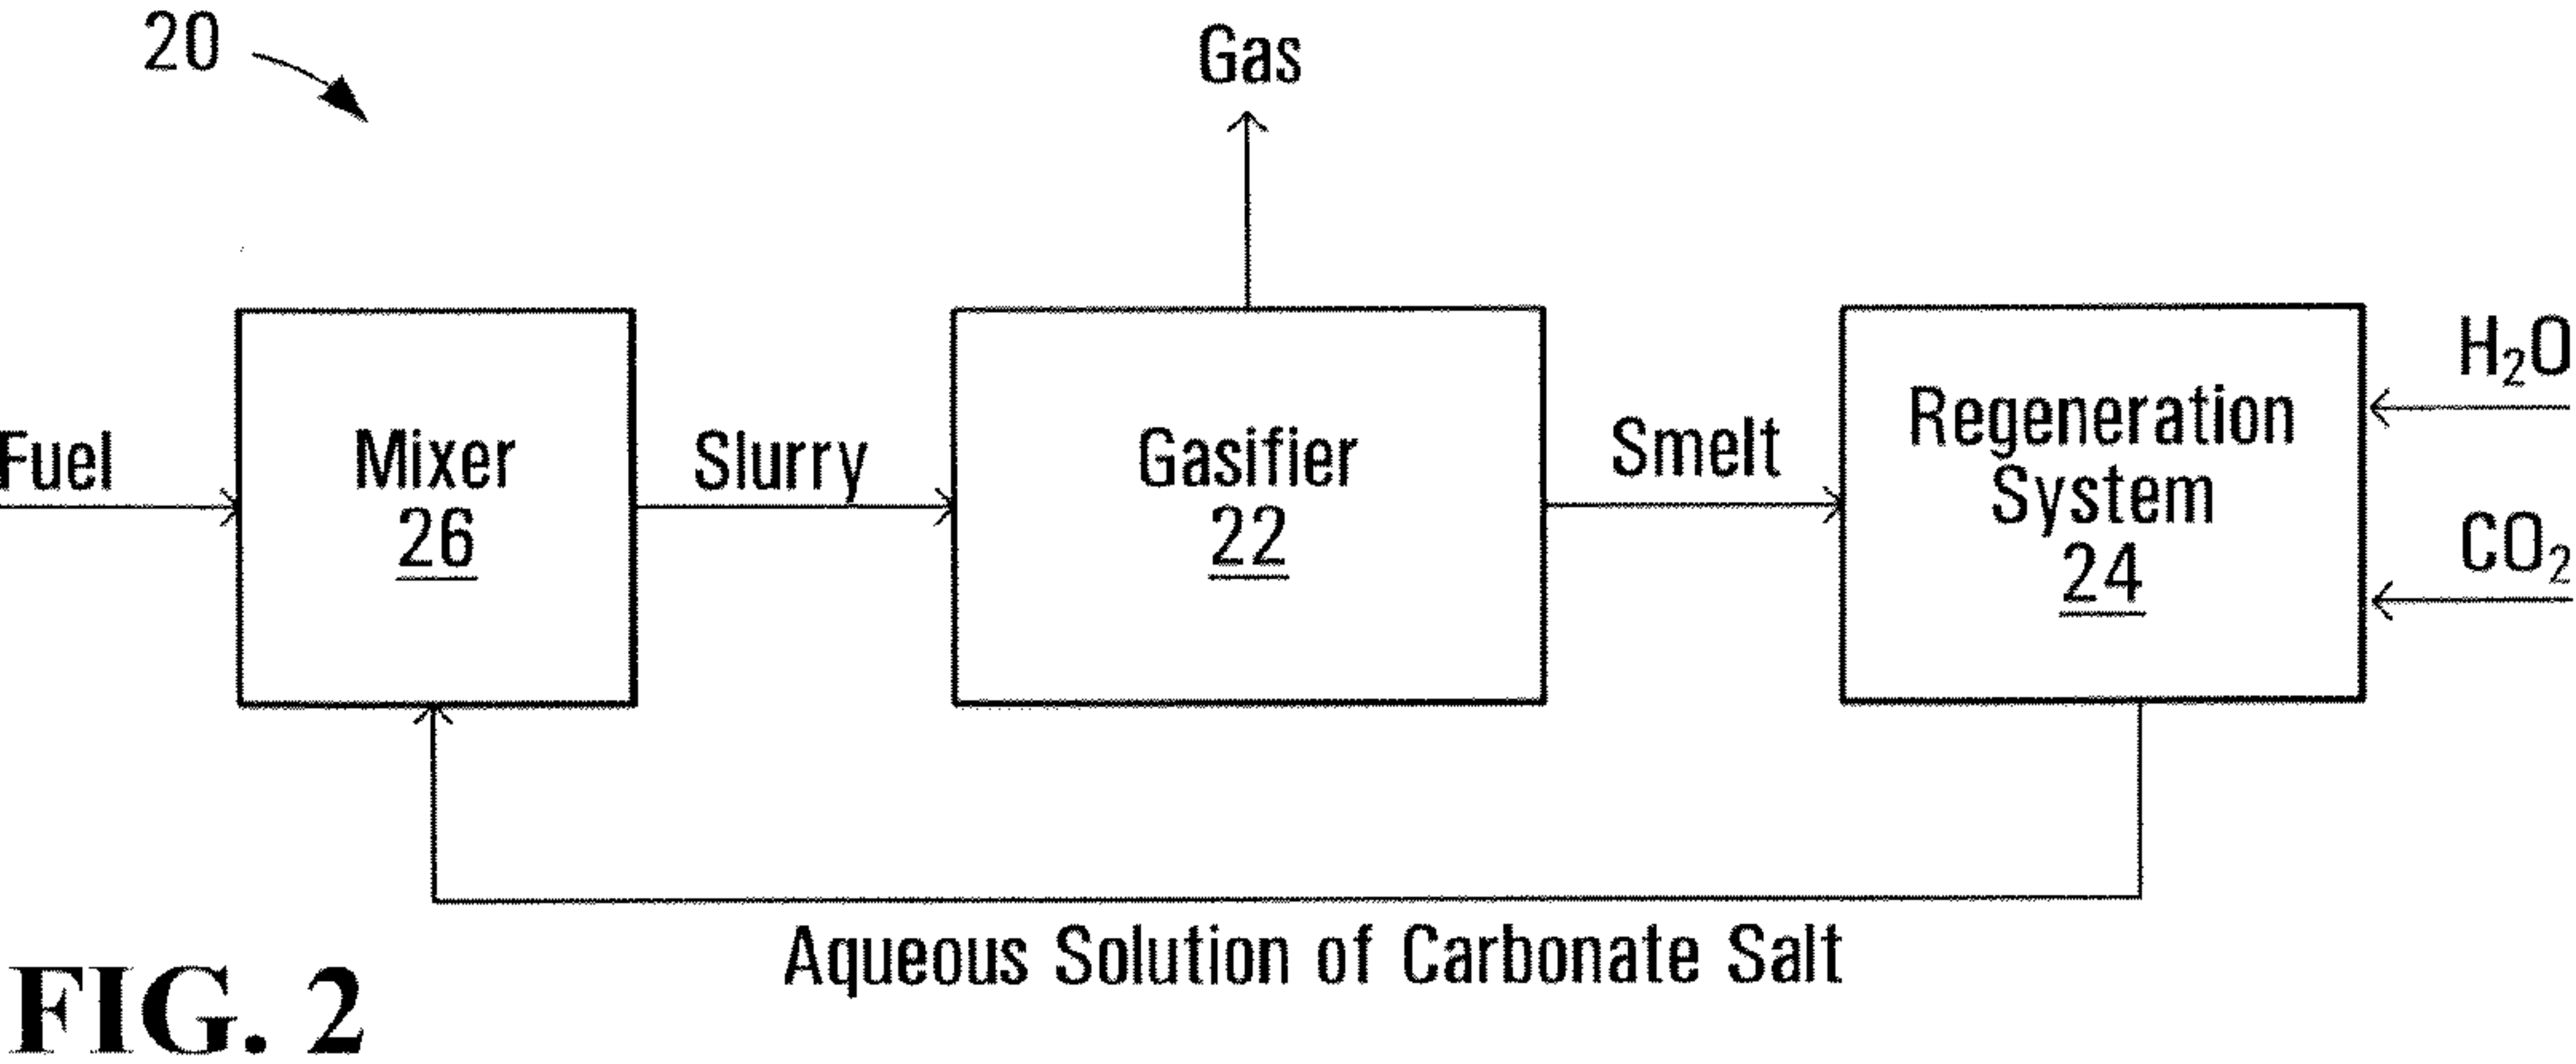 20
Gas
Fuel
Mixer
26
Slurry
Gasifier
22
Smelt
Regeneration
System
24
H₂O
CO₂
Aqueous Solution of Carbonate Salt
FIG. 2